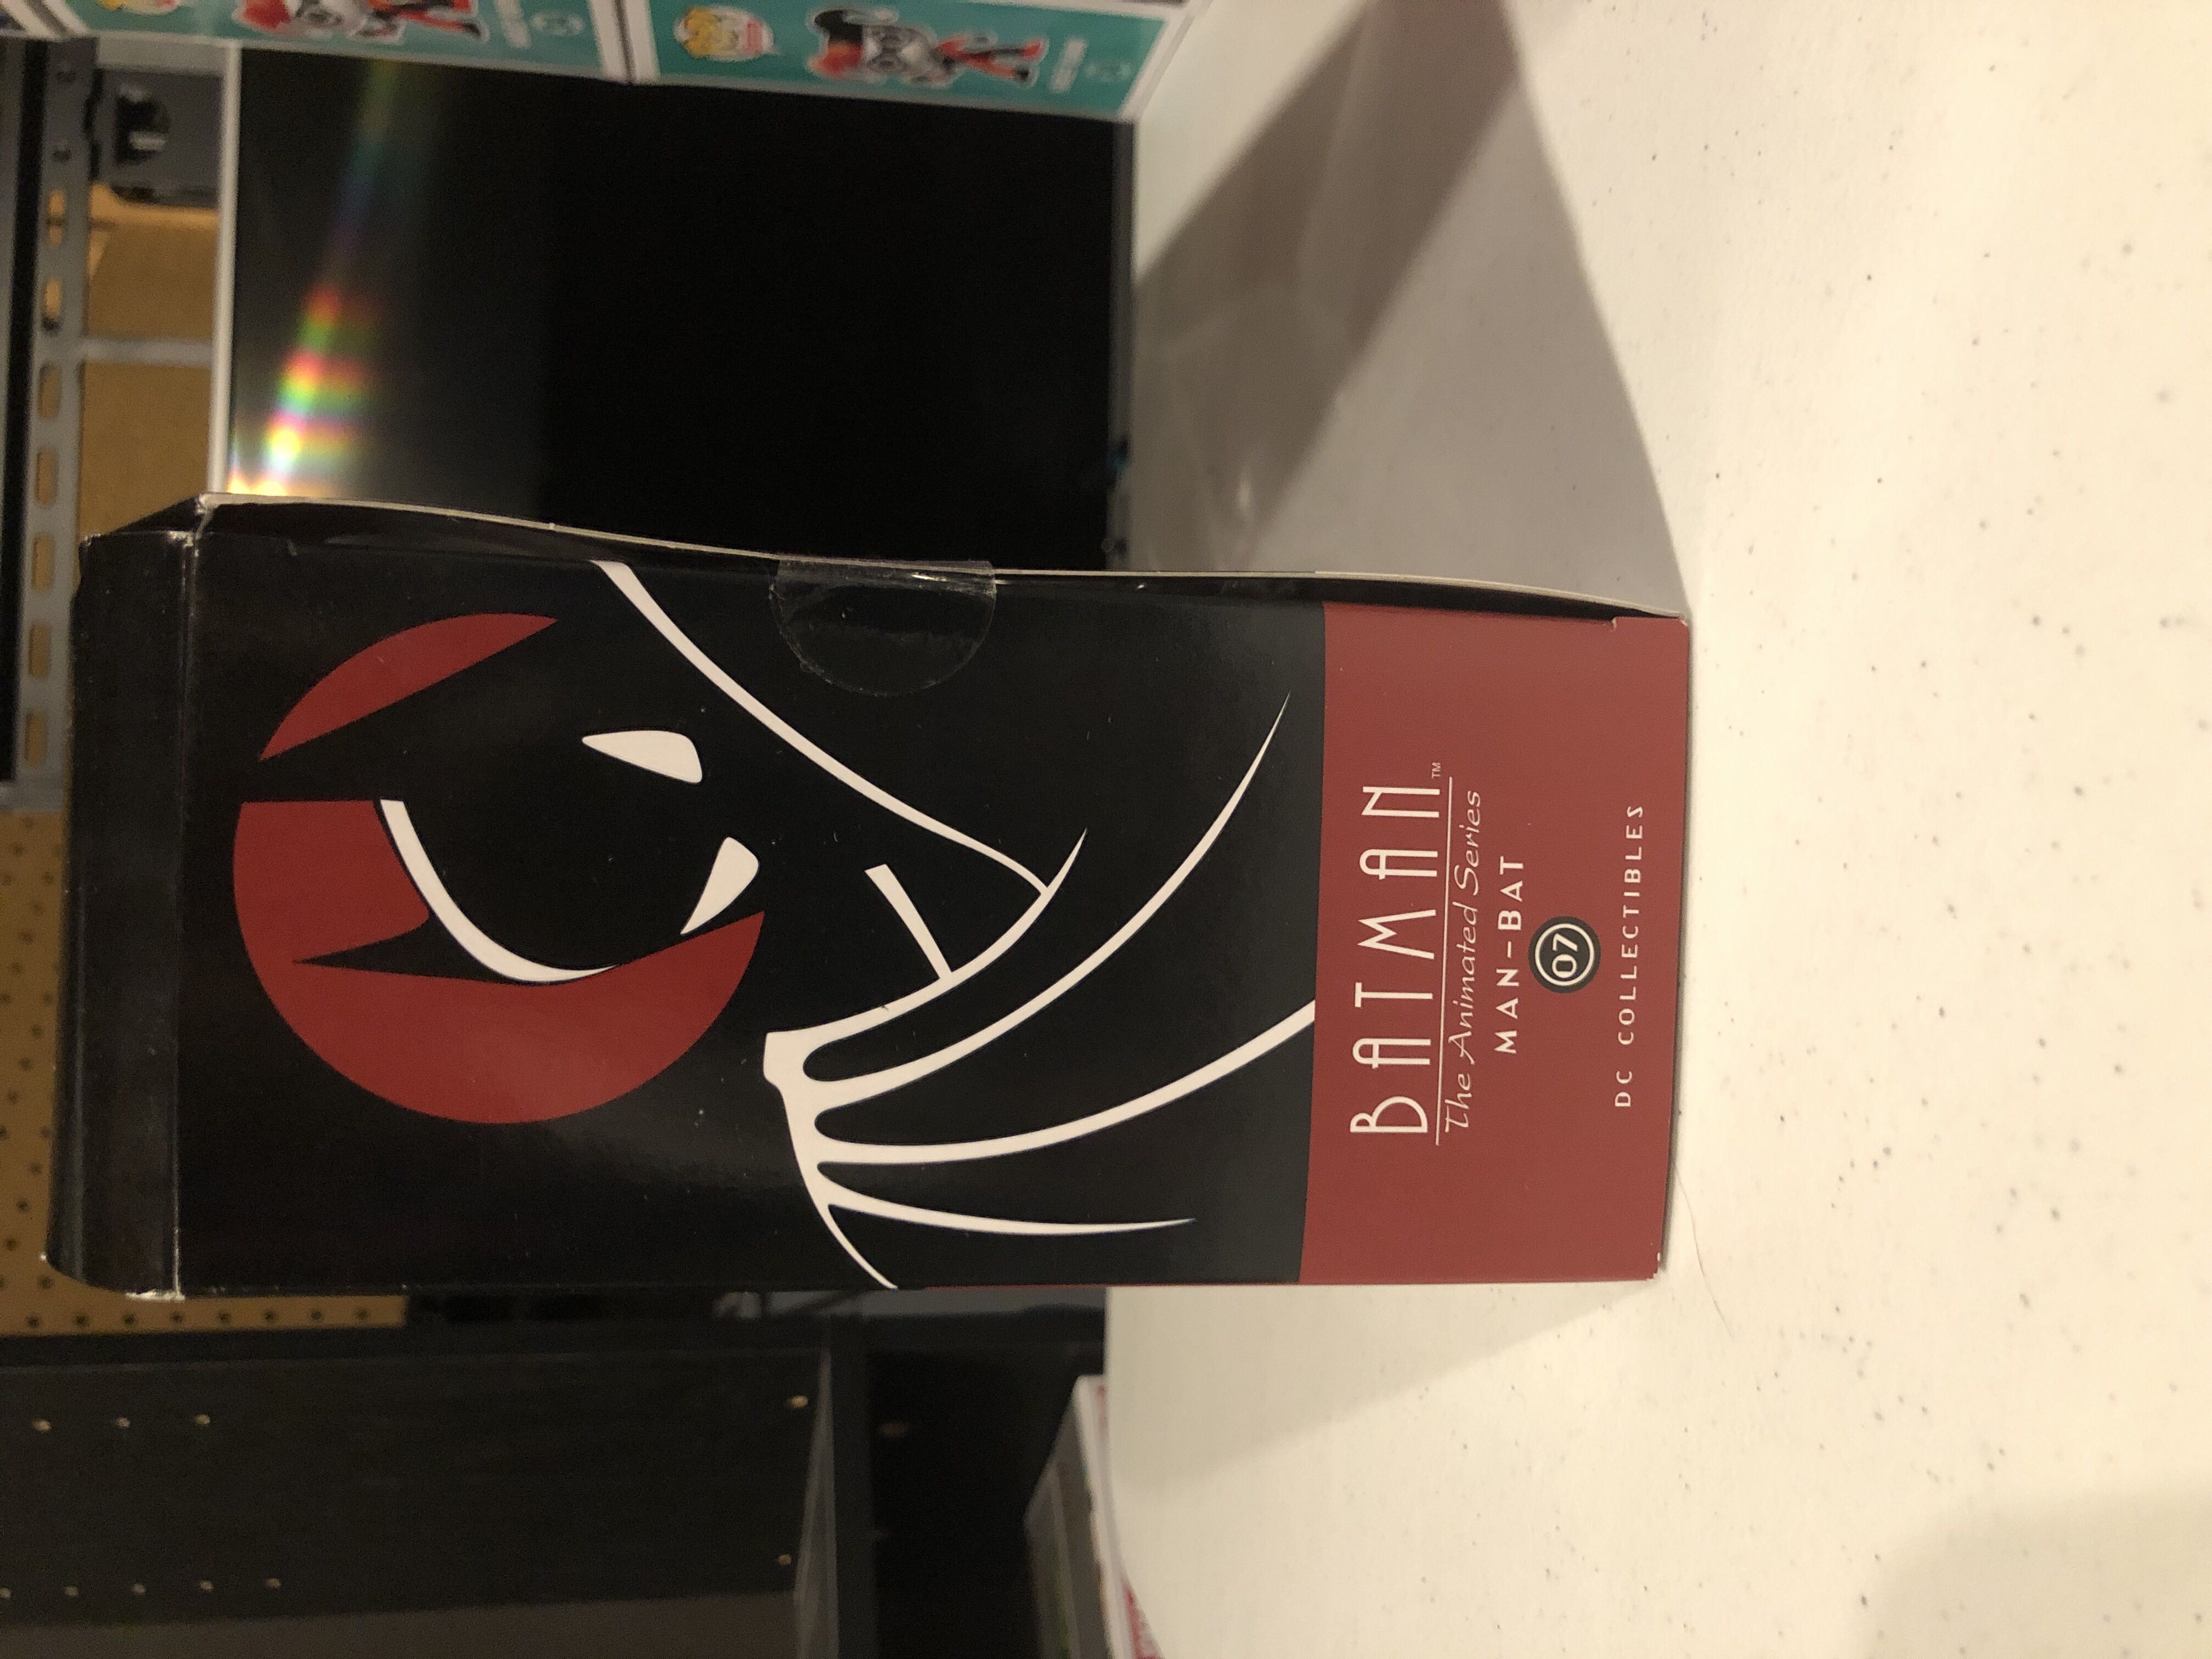 BATMAN™
The Animated Series
MAN-BAT
07
DC COLLECTIBLES